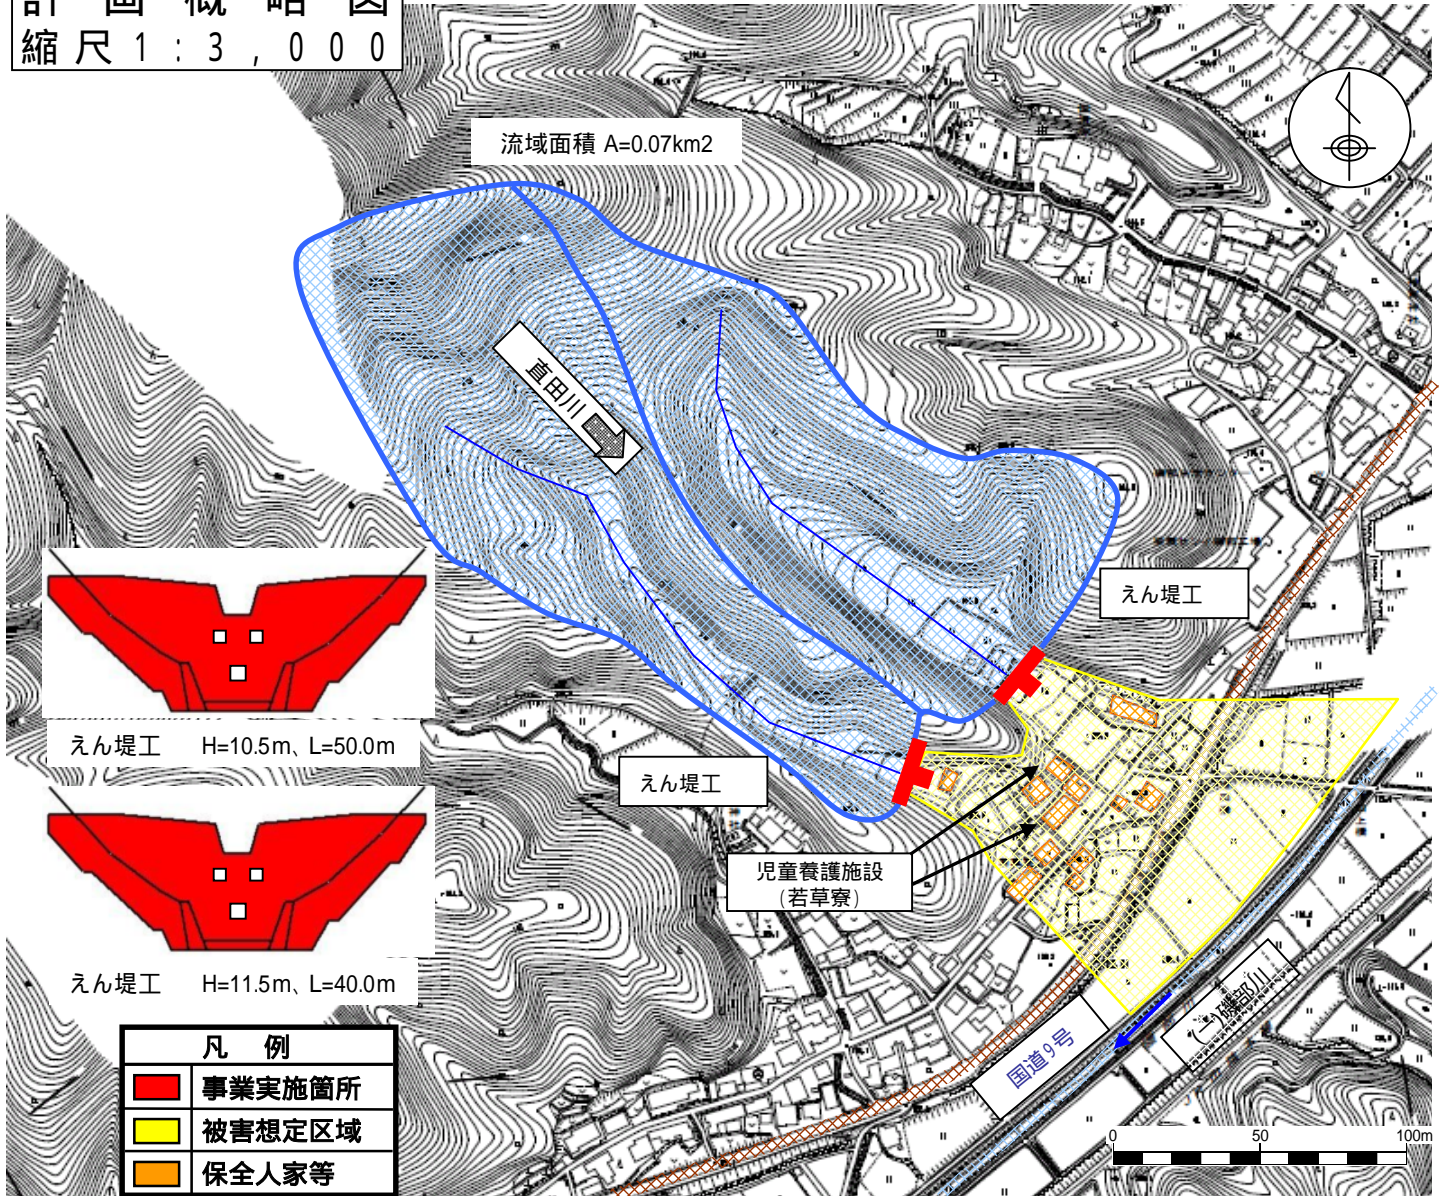 計画概略図
縮尺1:3,000
流域面積 A=0.07km2
直田川
えん堤工
えん堤工 H=10.5m、L=50.0m
えん堤工
児童養護施設
(若草寮)
えん堤工 H=11.5m、L=40.0m
国道9号
(一)磯部川
凡例
事業実施箇所
被害想定区域
保全人家等
0 50 100m